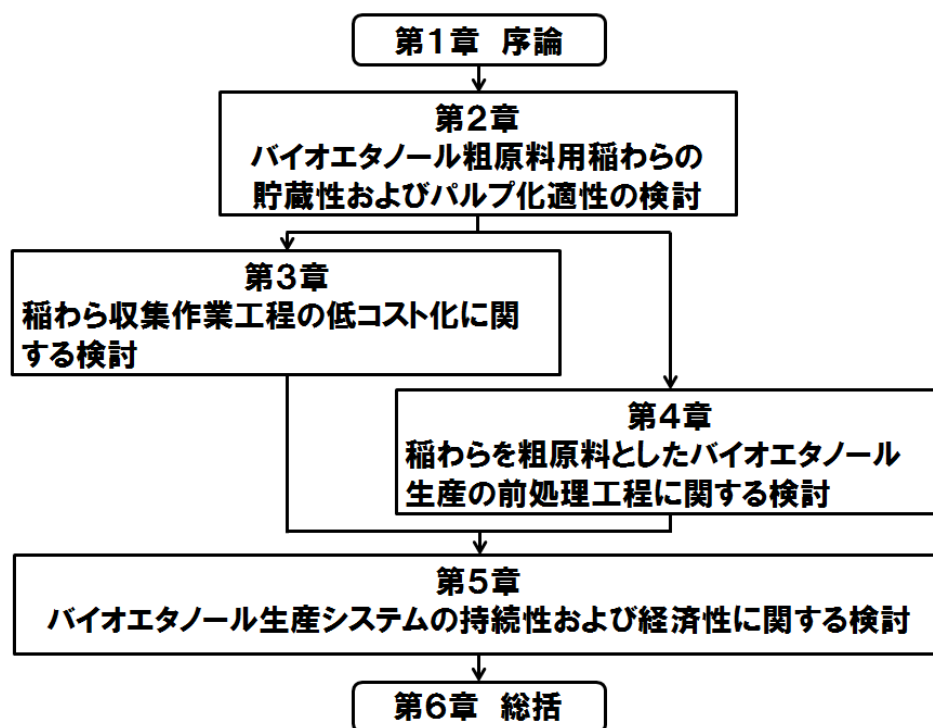 第1章 序論
第2章
バイオエタノール粗原料用稲わらの
貯蔵性およびパルプ化適性の検討
第3章
稲わら収集作業工程の低コスト化に関
する検討
第4章
稲わらを粗原料としたバイオエタノール
生産の前処理工程に関する検討
第5章
バイオエタノール生産システムの持続性および経済性に関する検討
第6章 総括